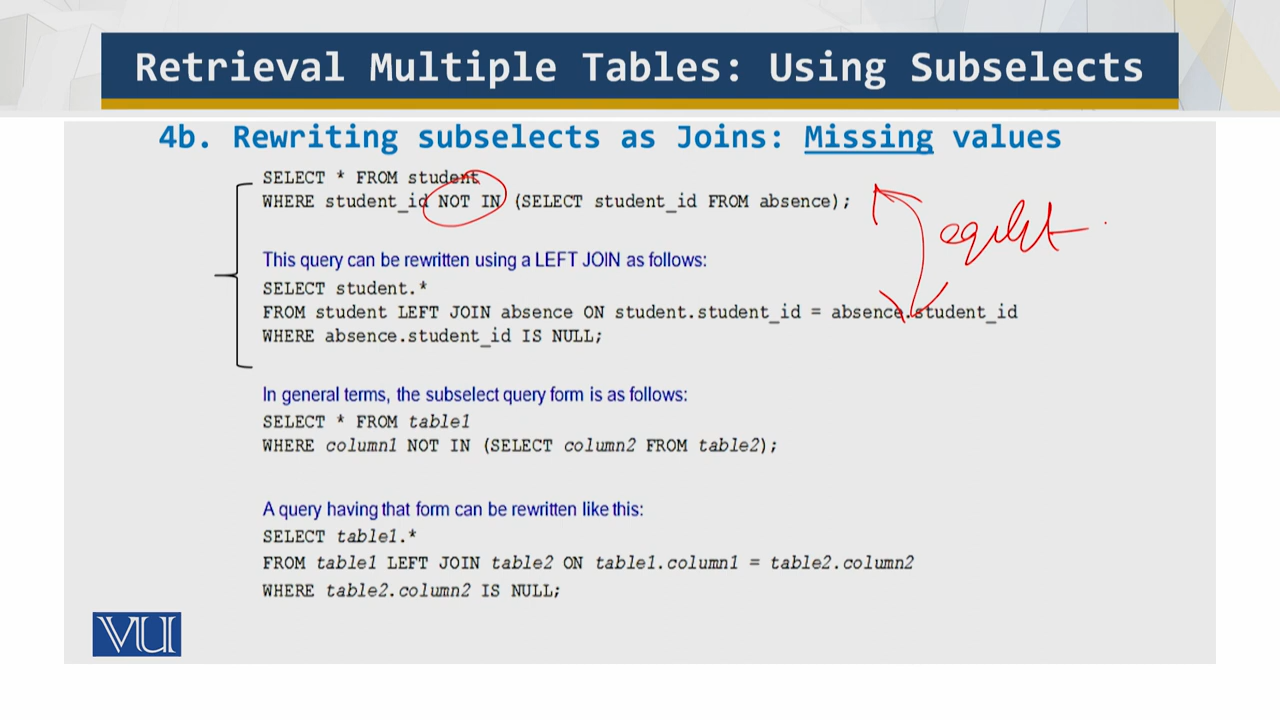 Retrieval Multiple Tables: Using Subselects
4b. Rewriting subselects as Joins: Missing values
SELECT * FROM student
WHERE student_id NOT IN (SELECT student_id FROM absence);
This query can be rewritten using a LEFT JOIN as follows:
SELECT student.*
FROM student LEFT JOIN absence ON student.student_id = absence.student_id
WHERE absence.student_id IS NULL;
In general terms, the subselect query form is as follows:
SELECT * FROM table1
WHERE column1 NOT IN (SELECT column2 FROM table2);
A query having that form can be rewritten like this:
SELECT table1.*
FROM table1 LEFT JOIN table2 ON table1.column1 = table2.column2
WHERE table2.column2 IS NULL;
VU